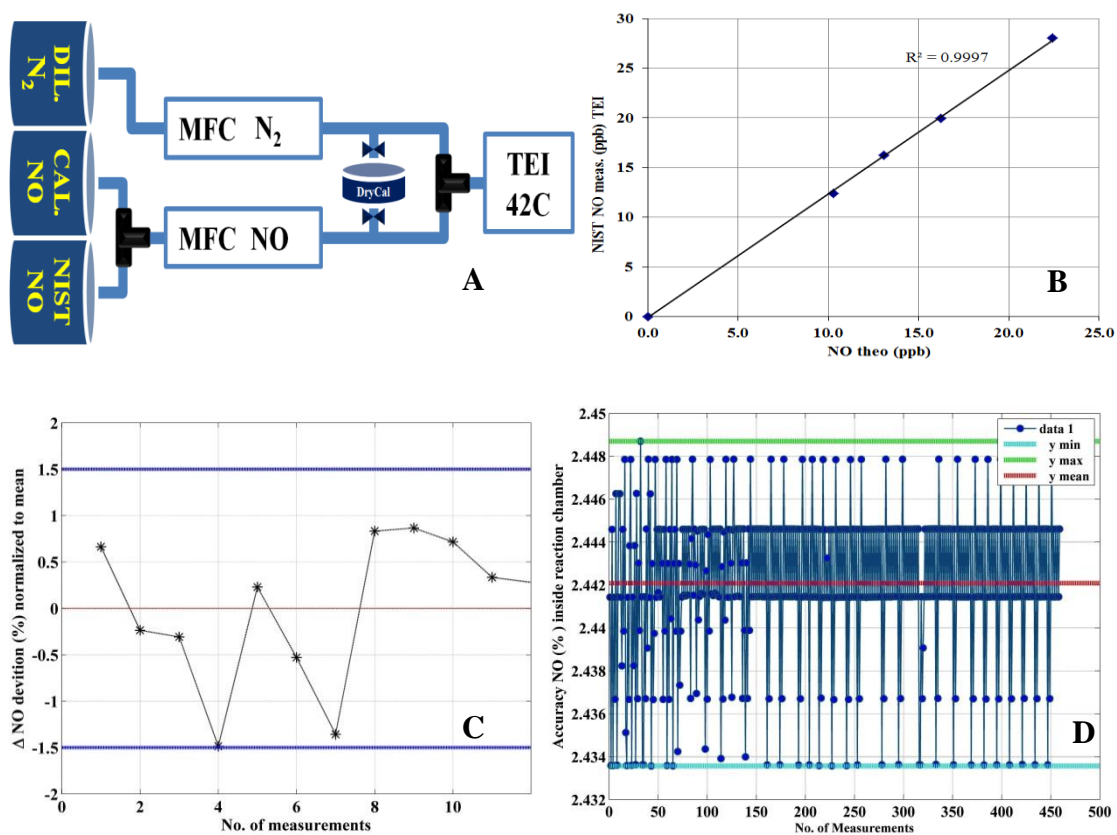 DIL.
N2
CAL.
NO
NIST
NO
MFC N2
MFC NO
DryCal
TEI
42C
A
NIST NO meas. (ppb) TEI
30
25
20
15
10
5
0
R² = 0.9997
B
0.0 5.0 10.0 15.0 20.0 25.0
NO theo (ppb)
Δ NO devition (%) normalized to mean
2
1.5
1
0.5
0
-0.5
-1
-1.5
-2
C
0 2 4 6 8 10
No. of measurements
Accuracy NO (% ) inside reaction chamber
2.45
2.448
2.446
2.444
2.442
2.44
2.438
2.436
2.434
2.432
data 1
y min
y max
y mean
D
0 50 100 150 200 250 300 350 400 450 500
No. of Measurements